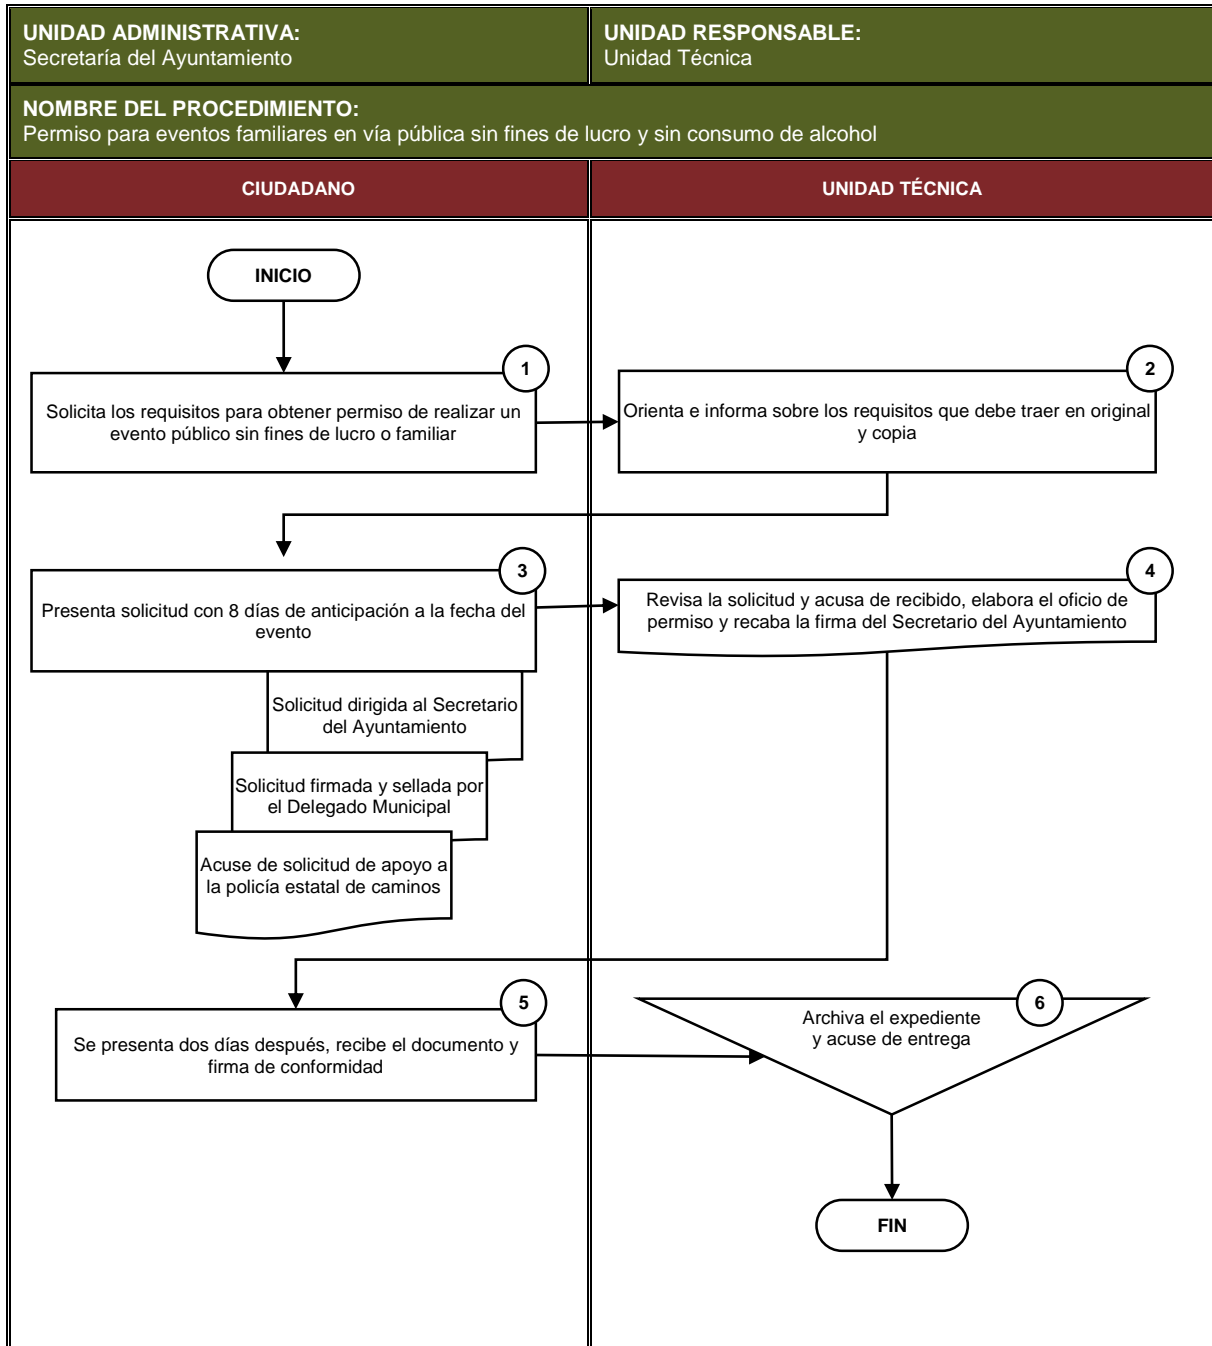 UNIDAD ADMINISTRATIVA:
Secretaría del Ayuntamiento
UNIDAD RESPONSABLE:
Unidad Técnica
NOMBRE DEL PROCEDIMIENTO:
Permiso para eventos familiares en vía pública sin fines de lucro y sin consumo de alcohol
CIUDADANO
UNIDAD TÉCNICA
INICIO
1
Solicita los requisitos para obtener permiso de realizar un
evento público sin fines de lucro o familiar
2
Orienta e informa sobre los requisitos que debe traer en original
y copia
3
Presenta solicitud con 8 días de anticipación a la fecha del
evento
4
Revisa la solicitud y acusa de recibido, elabora el oficio de
permiso y recaba la firma del Secretario del Ayuntamiento
Solicitud dirigida al Secretario
del Ayuntamiento
Solicitud firmada y sellada por
el Delegado Municipal
Acuse de solicitud de apoyo a
la policía estatal de caminos
5
Se presenta dos días después, recibe el documento y
firma de conformidad
6
Archiva el expediente
y acuse de entrega
FIN